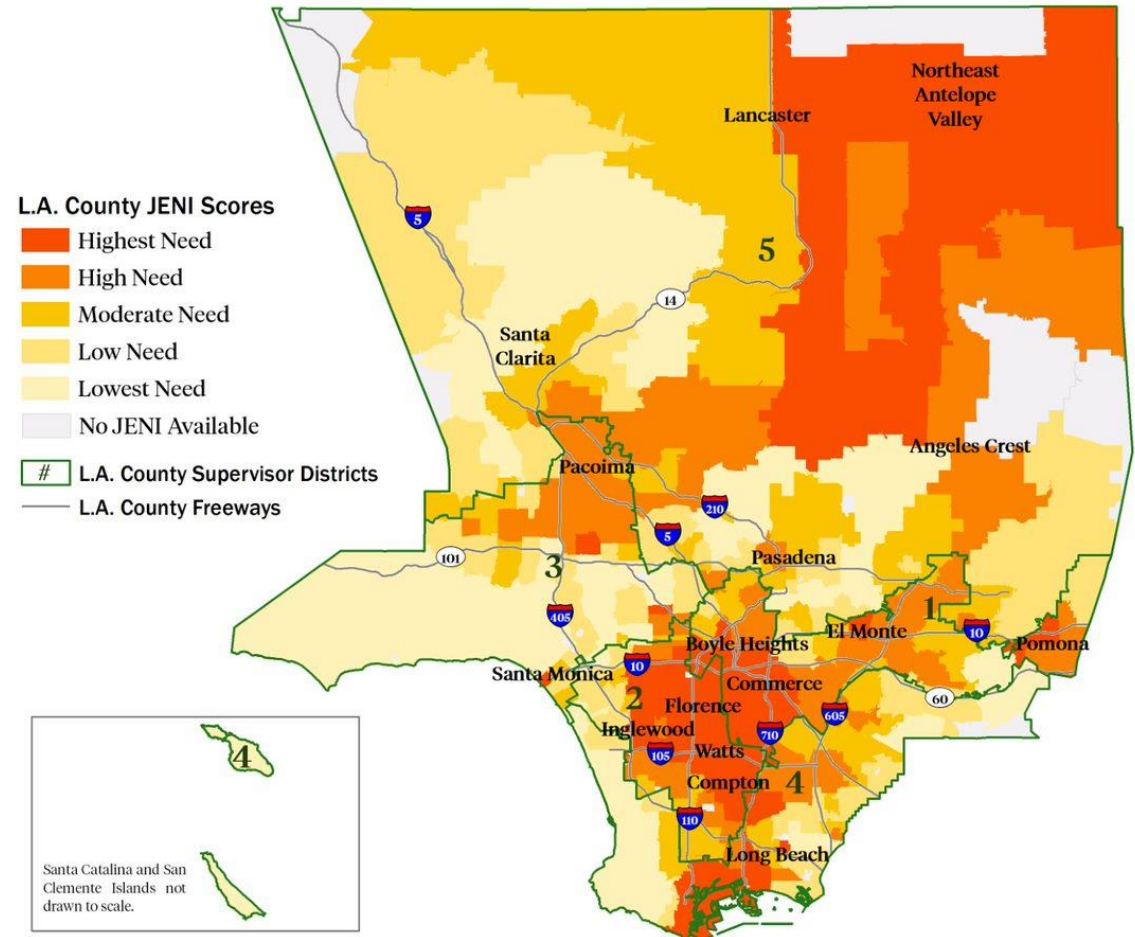 L.A. County JENI Scores
Highest Need
High Need
Moderate Need
Low Need
Lowest Need
No JENI Available
# L.A. County Supervisor Districts
L.A. County Freeways
Northeast
Antelope
Valley
Lancaster
5
5
14
Santa
Clarita
Angeles Crest
Pacoima
210
5
Pasadena
101
3
1
405
El Monte
10
Boyle Heights
Pomona
10
Santa Monica
Commerce
60
2
Florence
605
Inglewood
710
105
Watts
Compton
4
110
Long Beach
4
Santa Catalina and San
Clemente Islands not
drawn to scale.